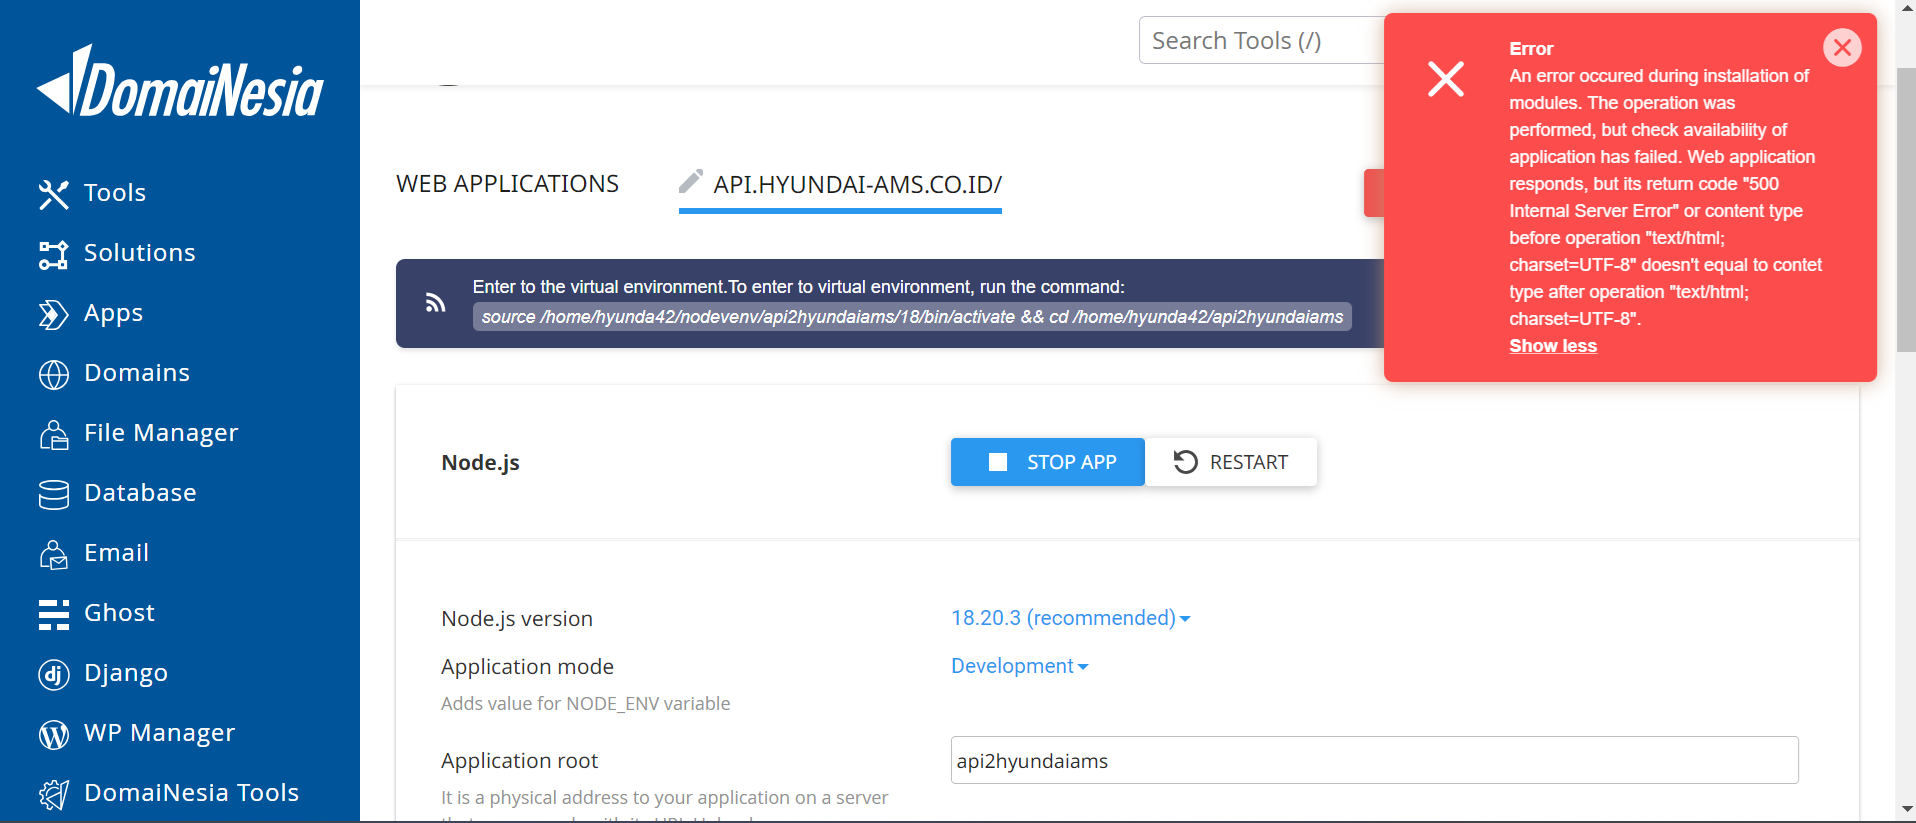 DomaiNesia
Tools
Solutions
Apps
Domains
File Manager
Database
Email
Ghost
Django
WP Manager
DomaiNesia Tools
Search Tools (/)
WEB APPLICATIONS
API.HYUNDAI-AMS.CO.ID/
Enter to the virtual environment.To enter to virtual environment, run the command:
source /home/hyunda42/nodevenv/api2hyundaiams/18/bin/activate && cd /home/hyunda42/api2hyundaiams
Error
An error occured during installation of
modules. The operation was
performed, but check availability of
application has failed. Web application
responds, but its return code "500
Internal Server Error" or content type
before operation "text/html;
charset=UTF-8" doesn't equal to contet
type after operation "text/html;
charset=UTF-8".
Show less
Node.js
STOP APP
RESTART
Node.js version
18.20.3 (recommended)
Application mode
Development
Adds value for NODE_ENV variable
Application root
api2hyundaiams
It is a physical address to your application on a server